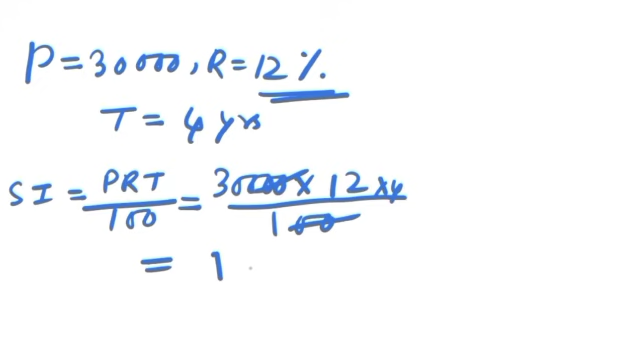 P = 30000, R = 12%.
T = 4 yrs
SI = PRT/100 = 30000 x 12 x 4/100
= 1